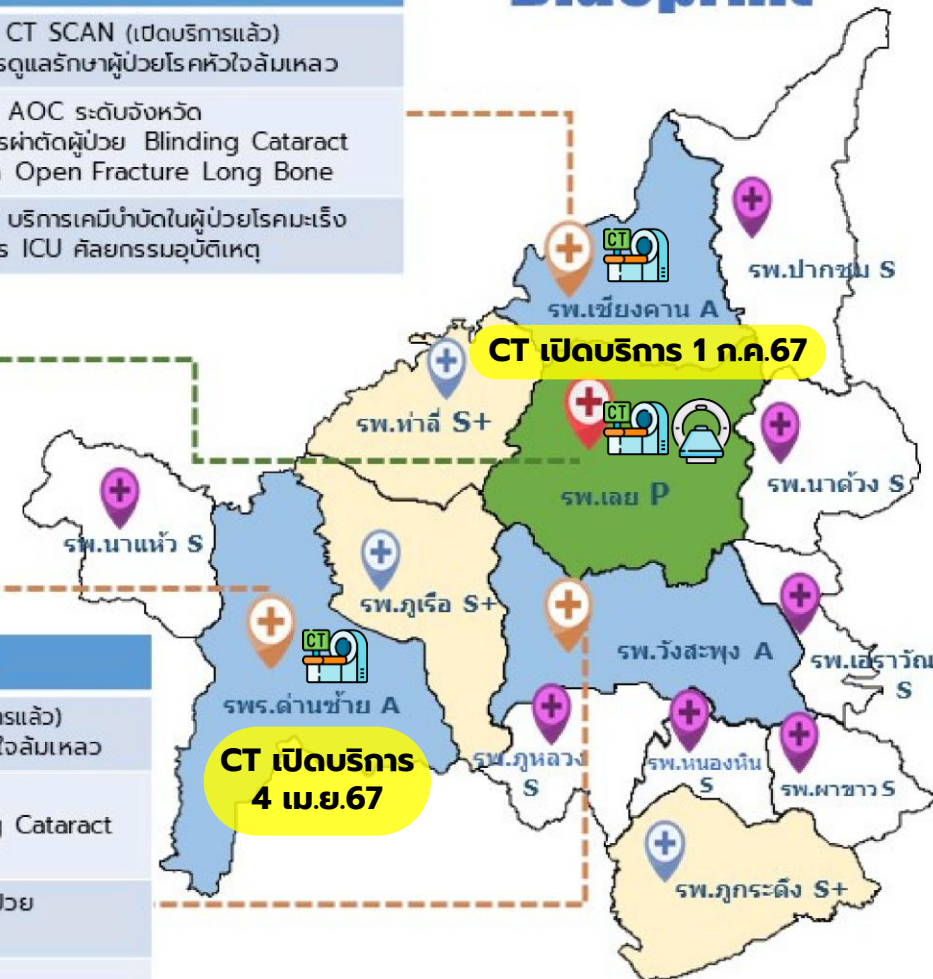 Blueprint
CT SCAN (เปิดบริการแล้ว)
รดูแลรักษาผู้ป่วยโรคหัวใจล้มเหลว
AOC ระดับจังหวัด
รผ่าตัดผู้ป่วย Blinding Cataract
Open Fracture Long Bone
บริการเคมีบำบัดในผู้ป่วยโรคมะเร็ง
ร ICU ศัลยกรรมอุบัติเหตุ
CT
รพ.ปากชม S
รพ.เชียงคาน A
CT เปิดบริการ 1 ก.ค.67
รพ.ท่าลี่ S+
CT
รพ.เลย P
รพ.นาด้วง S
รพ.นาแห้ว S
รพ.ภูเรือ S+
CT
รพ.วังสะพุง A
รพ.เอราวัณ
S
รพร.ด่านซ้าย A
CT เปิดบริการ
4 เม.ย.67
รพ.ภูหลวง
S
รพ.หนองหิน
S
รพ.ผาขาว S
รพ.ภูกระดึง S+
รแล้ว)
ใจล้มเหลว
g Cataract
ป่วย